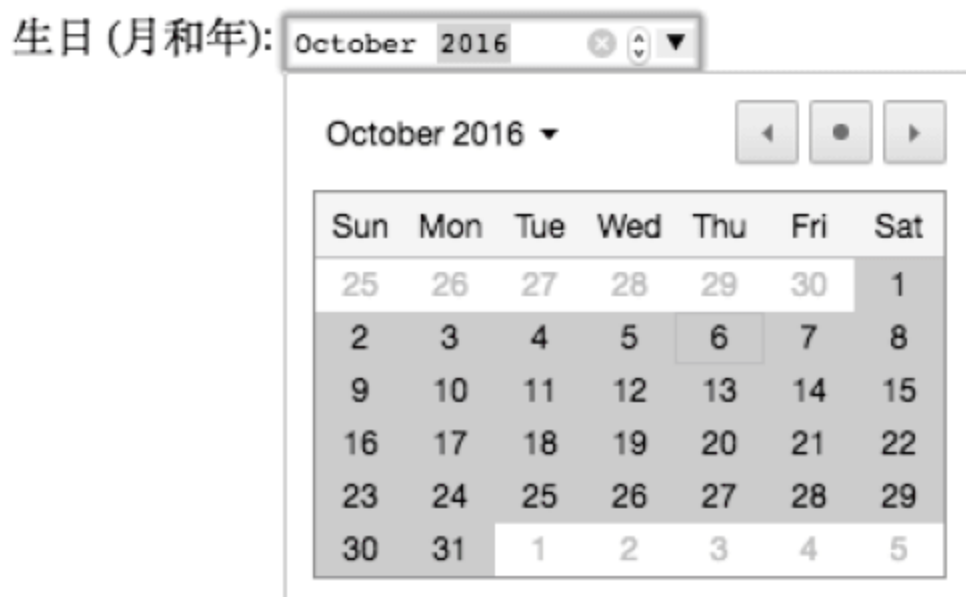 生日 (月和年): October 2016
October 2016
Sun Mon Tue Wed Thu Fri Sat
25 26 27 28 29 30 1
2 3 4 5 6 7 8
9 10 11 12 13 14 15
16 17 18 19 20 21 22
23 24 25 26 27 28 29
30 31 1 2 3 4 5